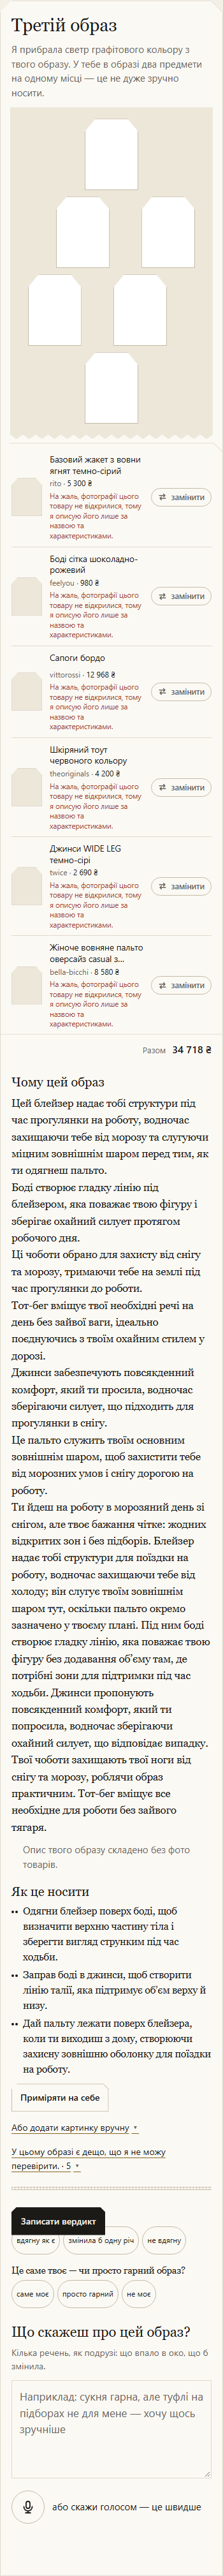 Третій образ
Я прибрала светр графітового кольору з
твого образу. У тебе в образі два предмети
на одному місці — це не дуже зручно
носити.
Базовий жакет з вовни
ягнят темно-сірий
rito · 5 300 ₴
На жаль, фотографії цього
товару не відкрилися, тому
я описую його лише за
назвою та
характеристиками.
замінити
Боді сітка шоколадно-
рожевий
feelyou · 980 ₴
На жаль, фотографії цього
товару не відкрилися, тому
я описую його лише за
назвою та
характеристиками.
замінити
Сапоги бордо
vittorossi · 12 968 ₴
На жаль, фотографії цього
товару не відкрилися, тому
я описую його лише за
назвою та
характеристиками.
замінити
Шкіряний тоут
червоного кольору
theoriginals · 4 200 ₴
На жаль, фотографії цього
товару не відкрилися, тому
я описую його лише за
назвою та
характеристиками.
замінити
Джинси WIDE LEG
темно-сірі
twice · 2 690 ₴
На жаль, фотографії цього
товару не відкрилися, тому
я описую його лише за
назвою та
характеристиками.
замінити
Жіноче вовняне пальто
оверсайз casual з...
bella-bicchi · 8 580 ₴
На жаль, фотографії цього
товару не відкрилися, тому
я описую його лише за
назвою та
характеристиками.
замінити
Разом 34 718 ₴
Чому цей образ
Цей блейзер надає тобі структури під
час прогулянки на роботу, водночас
захищаючи тебе від морозу та слугуючи
міцним зовнішнім шаром перед тим, як
ти одягнеш пальто.
Боді створює гладку лінію під
блейзером, яка поважає твою фігуру і
зберігає охайний силует протягом
робочого дня.
Ці чоботи обрано для захисту від снігу
та морозу, тримаючи тебе на землі під
час прогулянки до роботи.
Тот-бег вміщує твої необхідні речі на
день без зайвої ваги, ідеально
поєднуючись з твоїм охайним стилем у
дорозі.
Джинси забезпечують повсякденний
комфорт, який ти просила, водночас
зберігаючи силует, що підходить для
прогулянки в снігу.
Це пальто служить твоїм основним
зовнішнім шаром, щоб захистити тебе
від морозних умов і снігу дорогою на
роботу.
Ти йдеш на роботу в морозяний день зі
снігом, але твоє бажання чітке: жодних
відкритих зон і без підборів. Блейзер
надає тобі структури для поїздки на
роботу, водночас захищаючи тебе від
холоду; він слугує твоїм зовнішнім
шаром тут, оскільки пальто окремо
зазначено у твоєму плані. Під ним боді
створює гладку лінію, яка поважає твою
фігуру без додавання об’єму там, де
потрібні зони для підтримки під час
ходьби. Джинси пропонують
повсякденний комфорт, який ти
попросила, водночас зберігаючи
охайний силует, що відповідає випадку.
Твої чоботи захищають твої ноги від
снігу та морозу, роблячи образ
практичним. Тот-бег вміщує все
необхідне для роботи без зайвого
тягаря.
Опис твого образу складено без фото
товарів.
Як це носити
Одягни блейзер поверх боді, щоб
визначити верхню частину тіла і
зберегти вигляд струнким під час
ходьби.
Заправ боді в джинси, щоб створити
лінію талії, яка підтримує об’єм верху й
низу.
Дай пальту лежати поверх блейзера,
коли ти виходиш з дому, створюючи
захисну зовнішню оболонку для поїздки
на роботу.
Приміряти на себе
Або додати картинку вручну
У цьому образі є дещо, що я не можу
перевірити. · 5
Записати вердикт
вдягну як є
змінила б одну річ
не вдягну
Це саме твоє — чи просто гарний образ?
саме моє
просто гарний
не моє
Що скажеш про цей образ?
Кілька речень, як подрузі: що впало в око, що б
змінила.
Наприклад: сукня гарна, але туфлі на
підборах не для мене — хочу щось
зручніше
або скажи голосом — це швидше